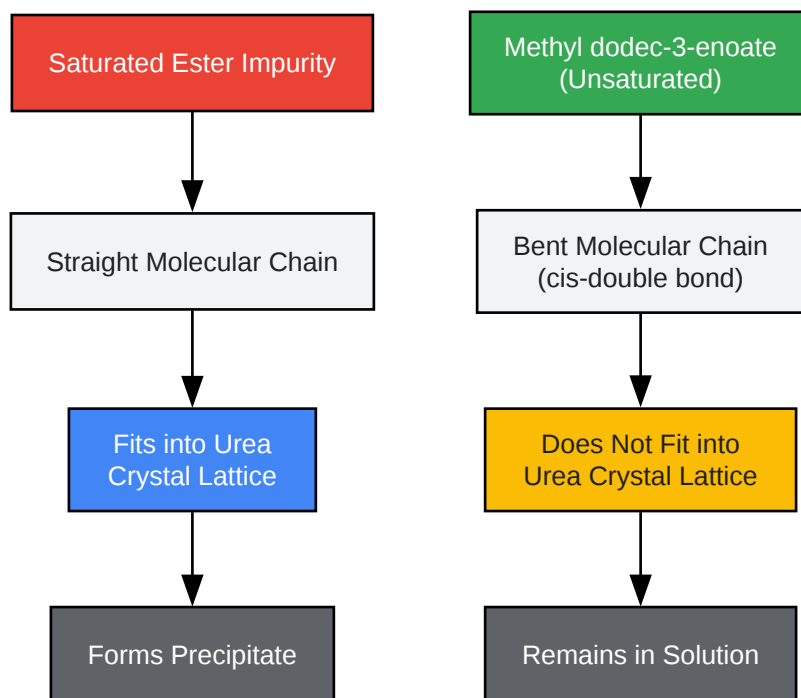 Saturated Ester Impurity
Straight Molecular Chain
Fits into Urea
Crystal Lattice
Forms Precipitate
Methyl dodec-3-enoate
(Unsaturated)
Bent Molecular Chain
(cis-double bond)
Does Not Fit into
Urea Crystal Lattice
Remains in Solution